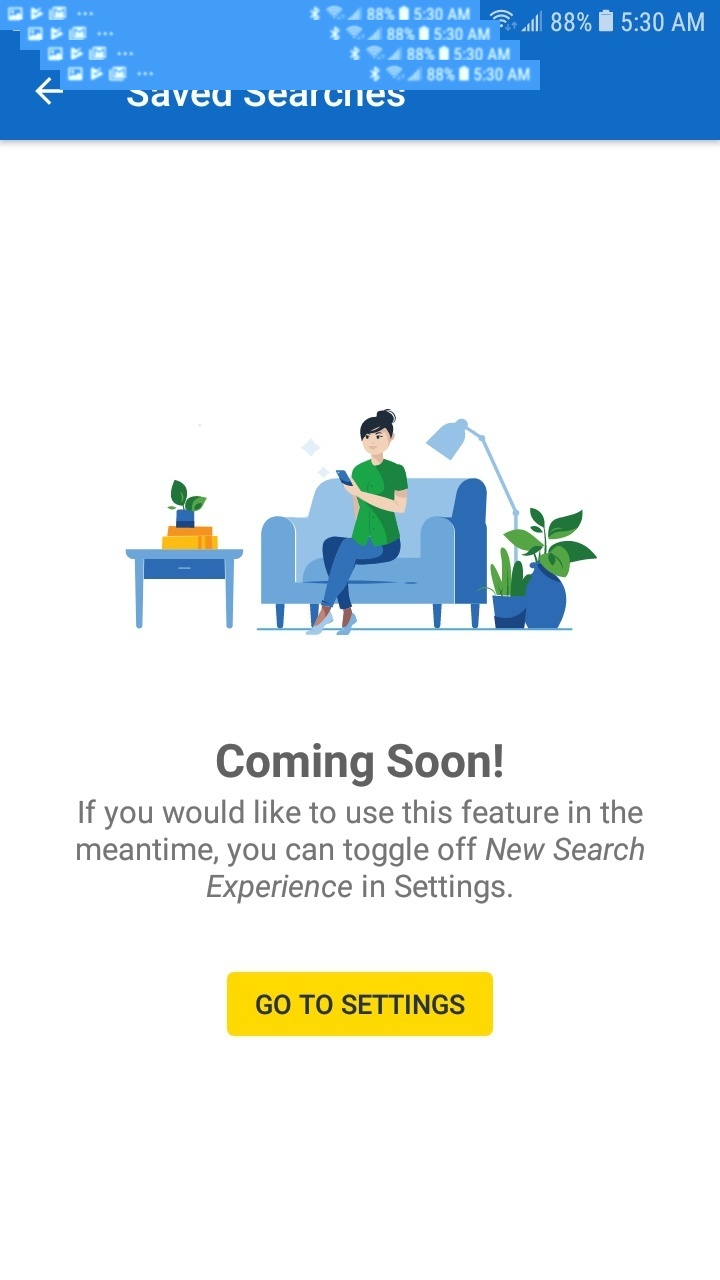 88% 5:30 AM
88% 5:30 AM
88% 5:30 AM
88% 5:30 AM
88% 5:30 AM
Saved Searches
Coming Soon!
If you would like to use this feature in the
meantime, you can toggle off New Search
Experience in Settings.
GO TO SETTINGS